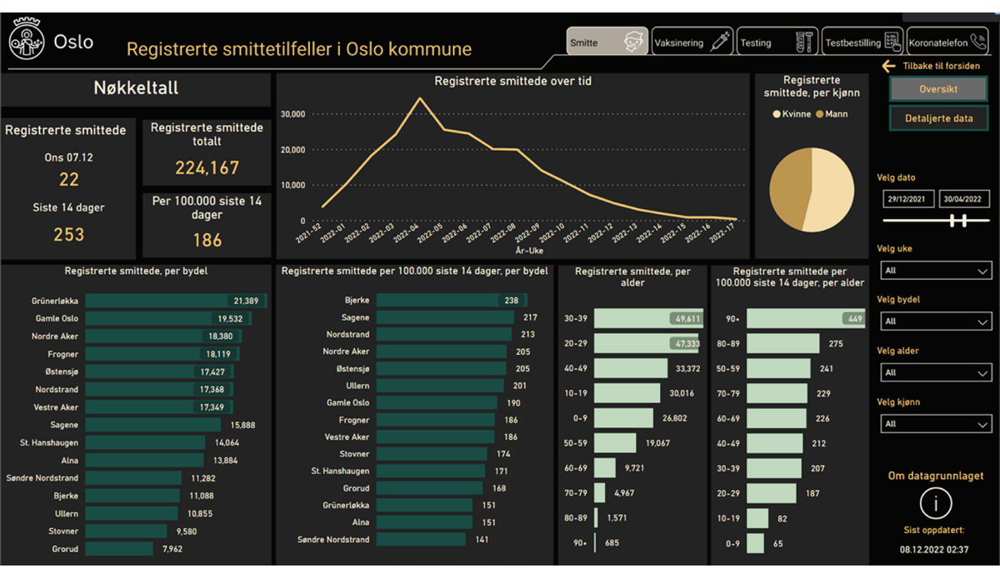 Oslo
Registrerte smittetilfeller i Oslo kommune
Smitte
Vaksinering
Testing
Testbestilling
Koronatelefon
Tilbake til forsiden
Oversikt
Detaljerte data
Nøkkeltall
Registrerte smittede
Ons 07.12
22
Siste 14 dager
253
Registrerte smittede
totalt
224,167
Per 100.000 siste 14
dager
186
Registrerte smittede over tid
30,000
20,000
10,000
0
2021-52
2022-01
2022-02
2022-03
2022-04
2022-05
2022-06
2022-07
2022-08
2022-09
2022-10
2022-11
2022-12
2022-13
2022-14
2022-15
2022-16
2022-17
År-Uke
Registrerte
smittede, per kjønn
Kvinne Mann
Velg dato
29/12/2021 30/04/2022
Velg uke
All
Velg bydel
All
Velg alder
All
Velg kjønn
All
Om datagrunnlaget
i
Sist oppdatert:
08.12.2022 02:37
Registrerte smittede, per bydel
Grünerløkka 21,389
Gamle Oslo 19,532
Nordre Aker 18,380
Frogner 18,119
Østensjø 17,427
Nordstrand 17,368
Vestre Aker 17,349
Sagene 15,888
St. Hanshaugen 14,064
Alna 13,884
Søndre Nordstrand 11,282
Bjerke 11,088
Ullern 10,855
Stovner 9,580
Grorud 7,962
Registrerte smittede per 100.000 siste 14 dager, per bydel
Bjerke 238
Sagene 217
Nordstrand 213
Nordre Aker 205
Østensjø 205
Ullern 201
Gamle Oslo 190
Frogner 186
Vestre Aker 186
Stovner 174
St. Hanshaugen 171
Grorud 168
Grünerløkka 151
Alna 151
Søndre Nordstrand 141
Registrerte smittede, per
alder
30-39 49,611
20-29 47,333
40-49 33,372
10-19 30,016
0-9 26,802
50-59 19,067
60-69 9,721
70-79 4,967
80-89 1,571
90+ 685
Registrerte smittede per
100.000 siste 14 dager, per alder
90+ 449
80-89 275
50-59 241
70-79 229
60-69 226
40-49 212
30-39 207
20-29 187
10-19 82
0-9 65